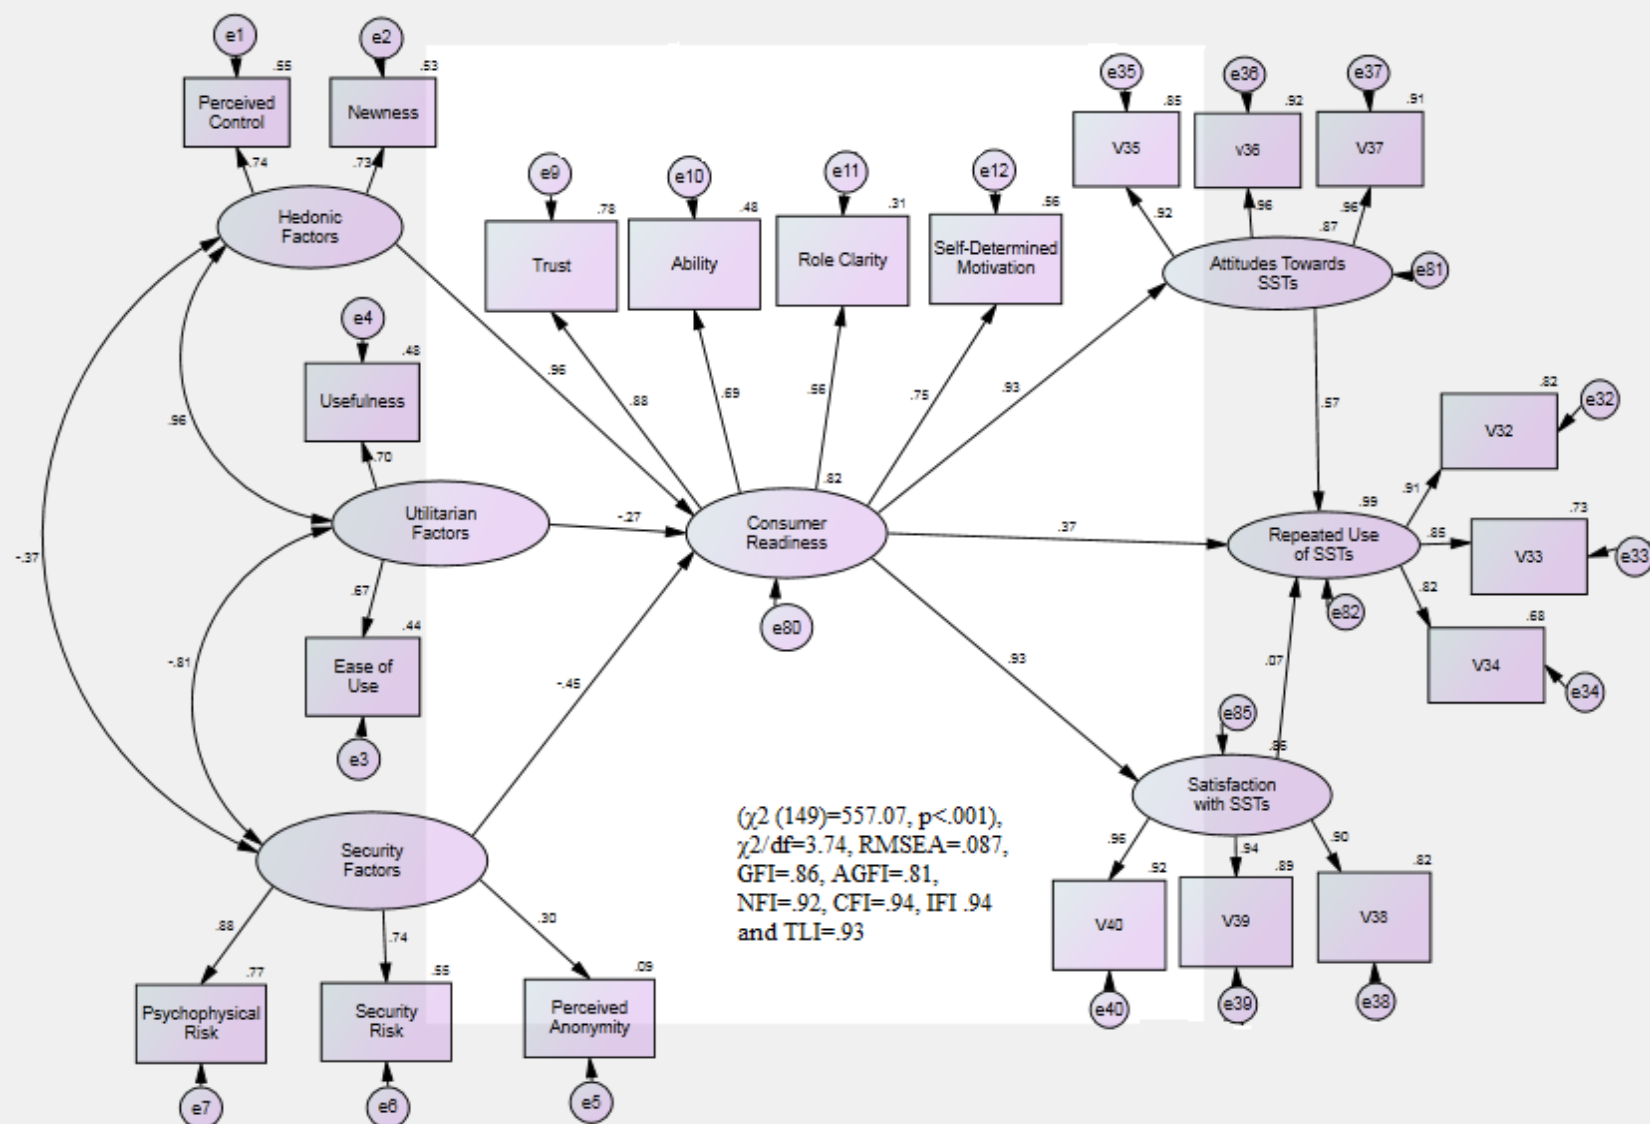 e1
e2
.55
.53
Perceived
Control
Newness
.74
.73
Hedonic
Factors
e35
e36
e37
.85
.92
.91
V35
v36
V37
.92
.96
.96
.87
Attitudes Towards
SSTs
e81
e9
e10
e11
e12
.78
.48
.31
.56
Trust
Ability
Role Clarity
Self-Determined
Motivation
e4
.48
Usefulness
.70
.96
.96
.88
.69
.56
.75
.93
.57
.82
e32
V32
.91
Utilitarian
Factors
-.27
.82
Consumer
Readiness
.37
.99
Repeated Use
of SSTs
.85
.73
V33
e33
.82
.68
V34
e34
e82
-.37
.67
.44
Ease of
Use
e3
-.81
e80
-.45
.93
.07
e85
.86
Satisfaction
with SSTs
Security
Factors
(χ2 (149)=557.07, p<.001),
χ2/df=3.74, RMSEA=.087,
GFI=.86, AGFI=.81,
NFI=.92, CFI=.94, IFI .94
and TLI=.93
.96
.94
.90
.92
.89
.82
V40
V39
V38
e40
e39
e38
.88
.74
.30
.77
.55
.09
Psychophysical
Risk
Security
Risk
Perceived
Anonymity
e7
e6
e5